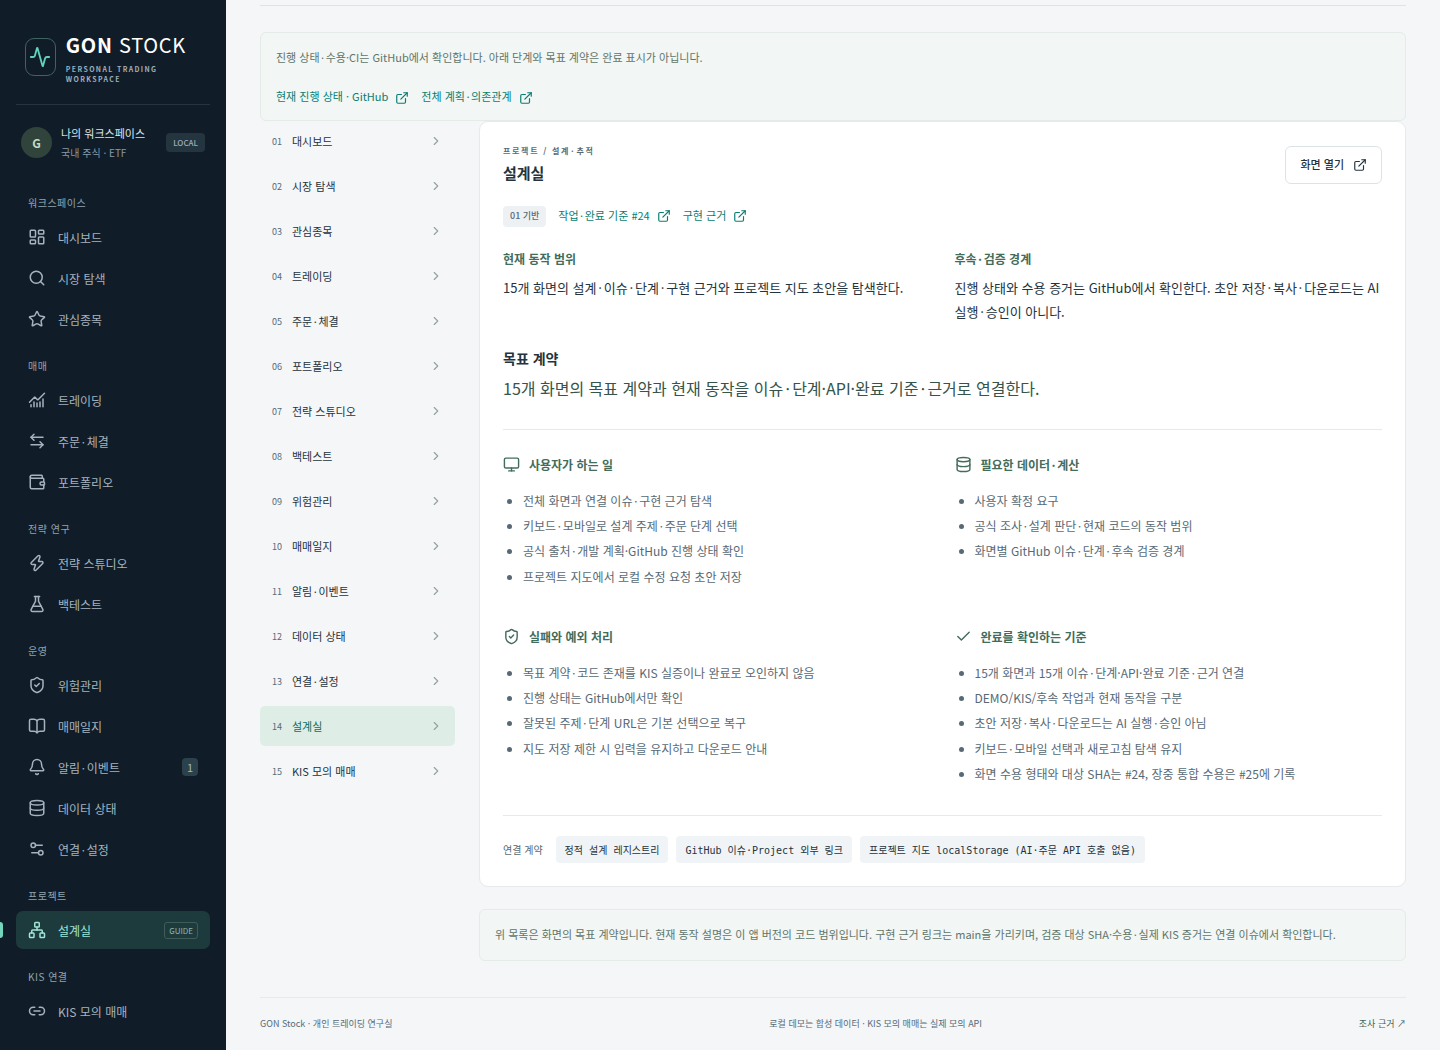 GON STOCK
PERSONAL TRADING
WORKSPACE
G
나의 워크스페이스
국내 주식 · ETF
LOCAL
워크스페이스
대시보드
시장 탐색
관심종목
매매
트레이딩
주문·체결
포트폴리오
전략 연구
전략 스튜디오
백테스트
운영
위험관리
매매일지
알림·이벤트
1
데이터 상태
연결·설정
프로젝트
설계실
GUIDE
KIS 연결
KIS 모의 매매
진행 상태·수용·CI는 GitHub에서 확인합니다. 아래 단계와 목표 계약은 완료 표시가 아닙니다.
현재 진행 상태 · GitHub
전체 계획·의존관계
01 대시보드
02 시장 탐색
03 관심종목
04 트레이딩
05 주문·체결
06 포트폴리오
07 전략 스튜디오
08 백테스트
09 위험관리
10 매매일지
11 알림·이벤트
12 데이터 상태
13 연결·설정
14 설계실
15 KIS 모의 매매
프로젝트 / 설계·추적
설계실
화면 열기
01 기반
작업·완료 기준 #24
구현 근거
현재 동작 범위
15개 화면의 설계·이슈·단계·구현 근거와 프로젝트 지도 초안을 탐색한다.
후속·검증 경계
진행 상태와 수용 증거는 GitHub에서 확인한다. 초안 저장·복사·다운로드는 AI
실행·승인이 아니다.
목표 계약
15개 화면의 목표 계약과 현재 동작을 이슈·단계·API·완료 기준·근거로 연결한다.
사용자가 하는 일
전체 화면과 연결 이슈·구현 근거 탐색
키보드·모바일로 설계 주제·주문 단계 선택
공식 출처·개발 계획·GitHub 진행 상태 확인
프로젝트 지도에서 로컬 수정 요청 초안 저장
필요한 데이터·계산
사용자 확정 요구
공식 조사·설계 판단·현재 코드의 동작 범위
화면별 GitHub 이슈·단계·후속 검증 경계
실패와 예외 처리
목표 계약·코드 존재를 KIS 실증이나 완료로 오인하지 않음
진행 상태는 GitHub에서만 확인
잘못된 주제·단계 URL은 기본 선택으로 복구
지도 저장 제한 시 입력을 유지하고 다운로드 안내
완료를 확인하는 기준
15개 화면과 15개 이슈·단계·API·완료 기준·근거 연결
DEMO/KIS/후속 작업과 현재 동작을 구분
초안 저장·복사·다운로드는 AI 실행·승인 아님
키보드·모바일 선택과 새로고침 탐색 유지
화면 수용 형태와 대상 SHA는 #24, 장중 통합 수용은 #25에 기록
연결 계약
정적 설계 레지스트리
GitHub 이슈·Project 외부 링크
프로젝트 지도 localStorage (AI·주문 API 호출 없음)
위 목록은 화면의 목표 계약입니다. 현재 동작 설명은 이 앱 버전의 코드 범위입니다. 구현 근거 링크는 main을 가리키며, 검증 대상 SHA·수용·실제 KIS 증거는 연결 이슈에서 확인합니다.
GON Stock · 개인 트레이딩 연구실
로컬 데모는 합성 데이터 · KIS 모의 매매는 실제 모의 API
조사 근거 ↗